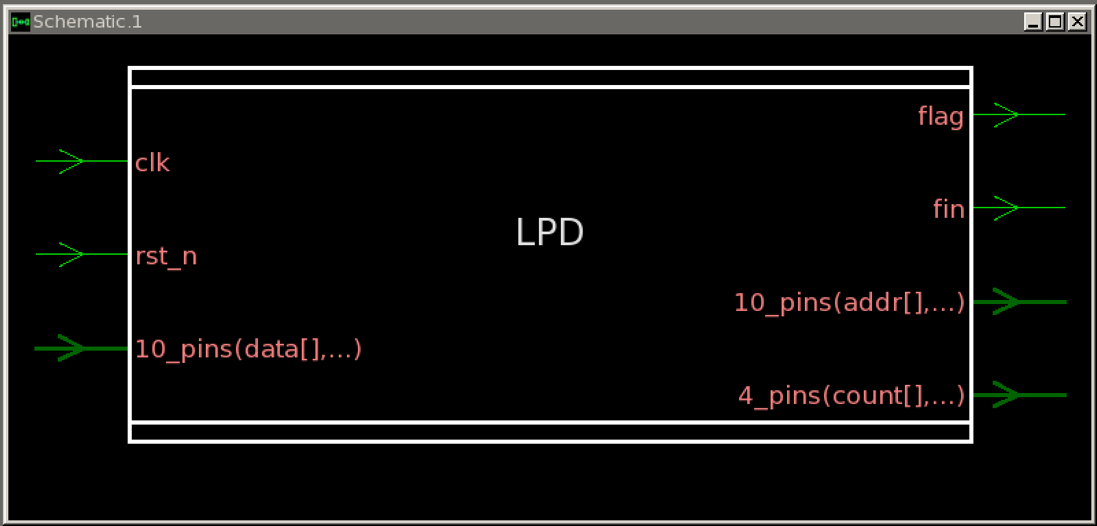 Schematic.1
flag
clk
fin
LPD
rst_n
10_pins(addr[],...)
10_pins(data[],...)
4_pins(count[],...)